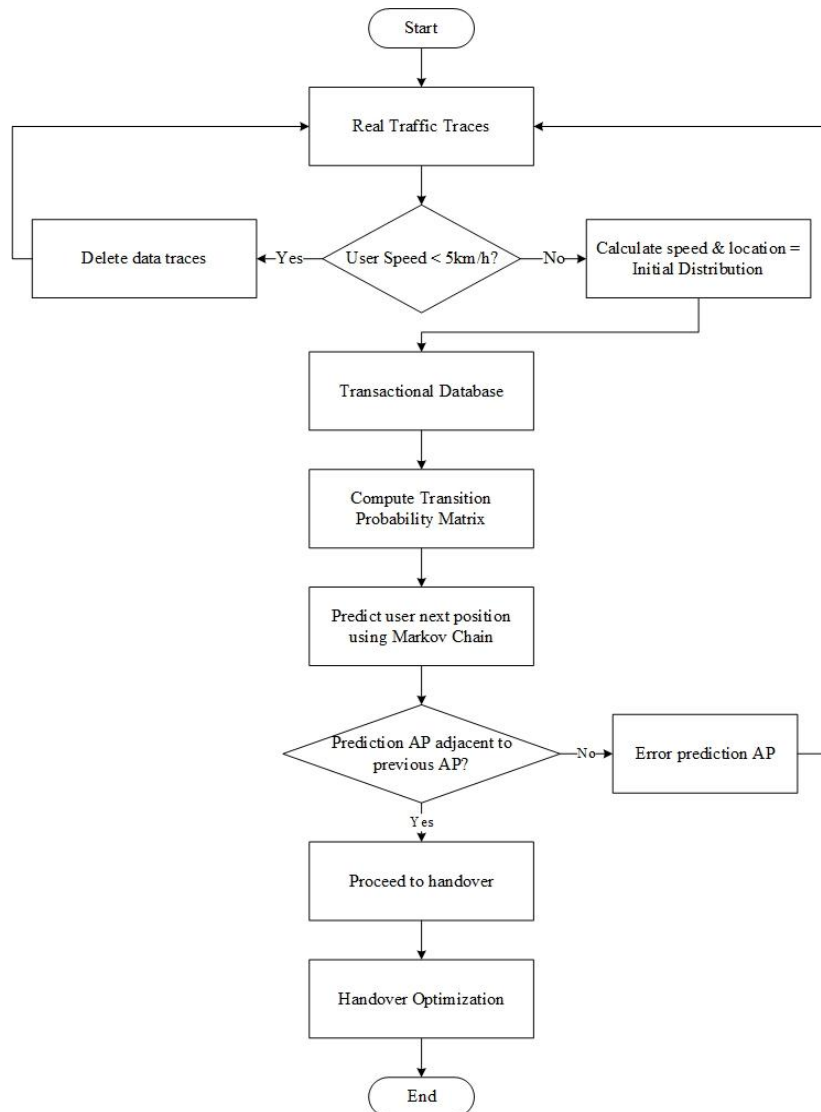 Start
Real Traffic Traces
Delete data traces
Yes
User Speed < 5km/h?
No
Calculate speed & location =
Initial Distribution
Transactional Database
Compute Transition
Probability Matrix
Predict user next position
using Markov Chain
Prediction AP adjacent to
previous AP?
No
Error prediction AP
Yes
Proceed to handover
Handover Optimization
End